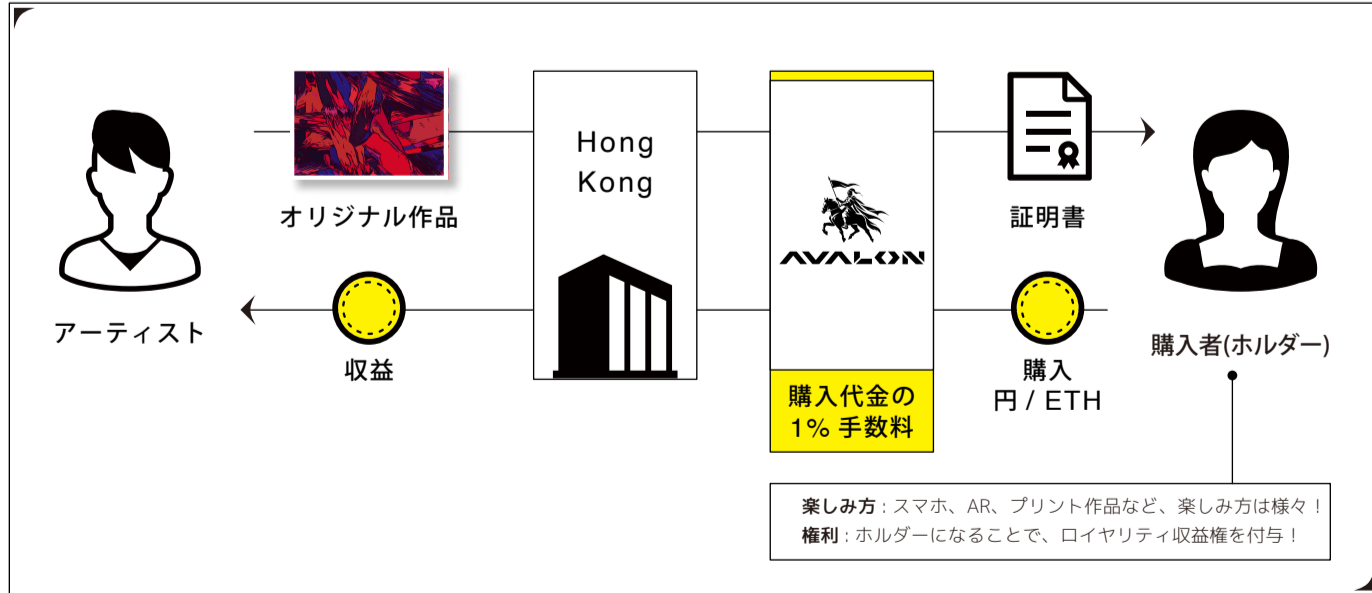 Hong
Kong
オリジナル作品
AVALON
証明書
アーティスト
収益
購入代金の
1% 手数料
購入
円 / ETH
購入者(ホルダー)
楽しみ方 : スマホ、AR、プリント作品など、楽しみ方は様々！
権利 : ホルダーになることで、ロイヤリティ収益権を付与！